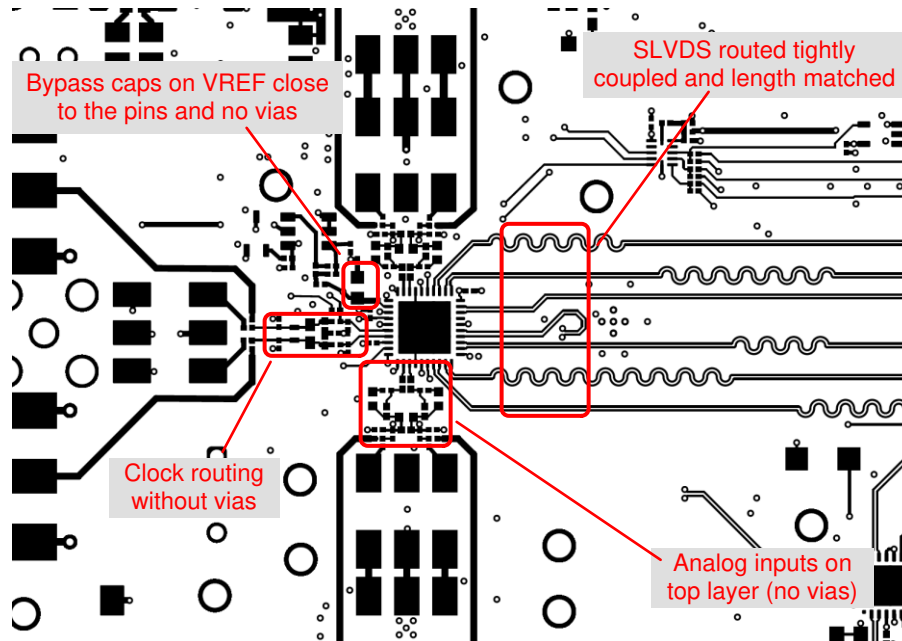 Bypass caps on VREF close
to the pins and no vias
SLVDS routed tightly
coupled and length matched
Clock routing
without vias
Analog inputs on
top layer (no vias)